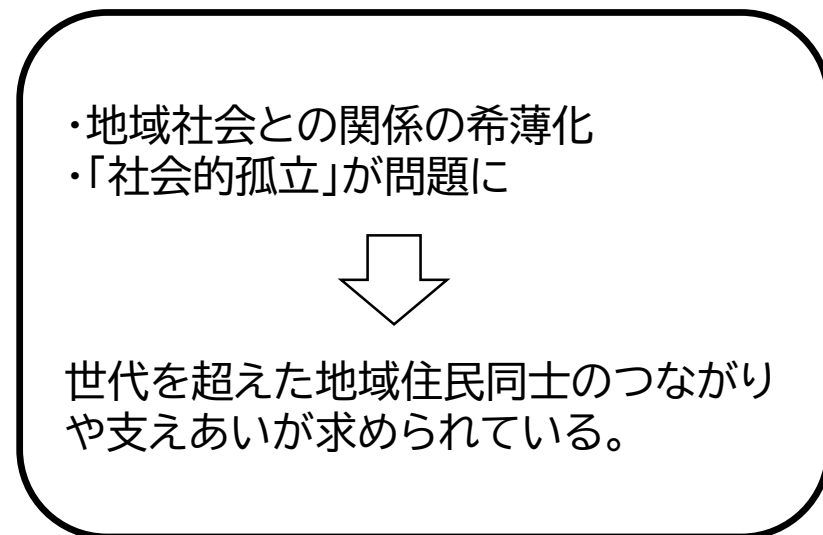 ・地域社会との関係の希薄化
・「社会的孤立」が問題に
世代を超えた地域住民同士のつながり
や支えあいが求められている。